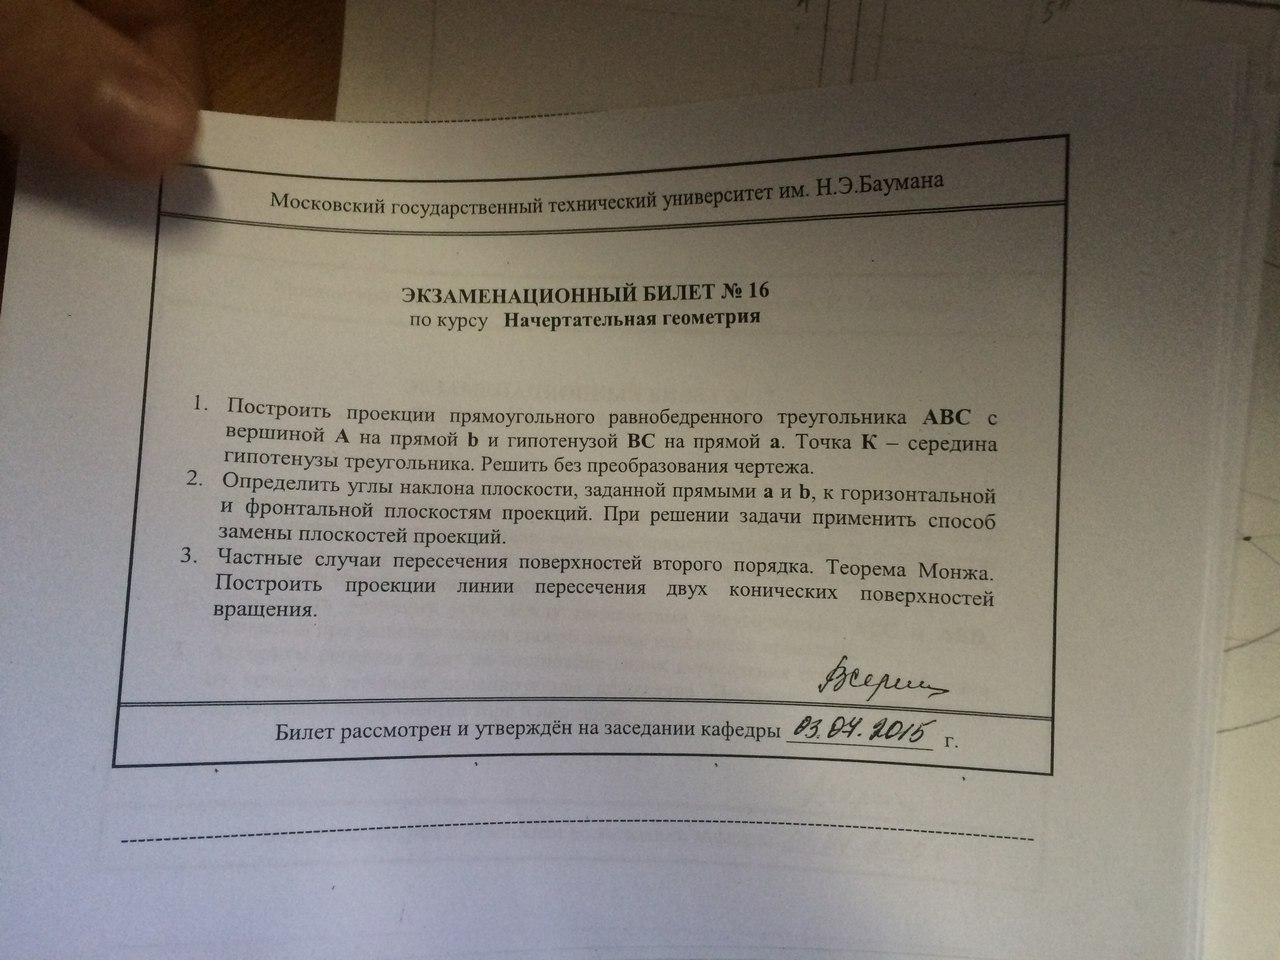 Московский государственный технический университет им. Н.Э.Баумана
ЭКЗАМЕНАЦИОННЫЙ БИЛЕТ № 16
по курсу Начертательная геометрия
1. Построить проекции прямоугольного равнобедренного треугольника ABC с
вершиной A на прямой b и гипотенузой BC на прямой a. Точка K – середина
гипотенузы треугольника. Решить без преобразования чертежа.
2. Определить углы наклона плоскости, заданной прямыми a и b, к горизонтальной
и фронтальной плоскостям проекций. При решении задачи применить способ
замены плоскостей проекций.
3. Частные случаи пересечения поверхностей второго порядка. Теорема Монжа.
Построить проекции линии пересечения двух конических поверхностей
вращения.
Билет рассмотрен и утверждён на заседании кафедры 03.04.2015 г.